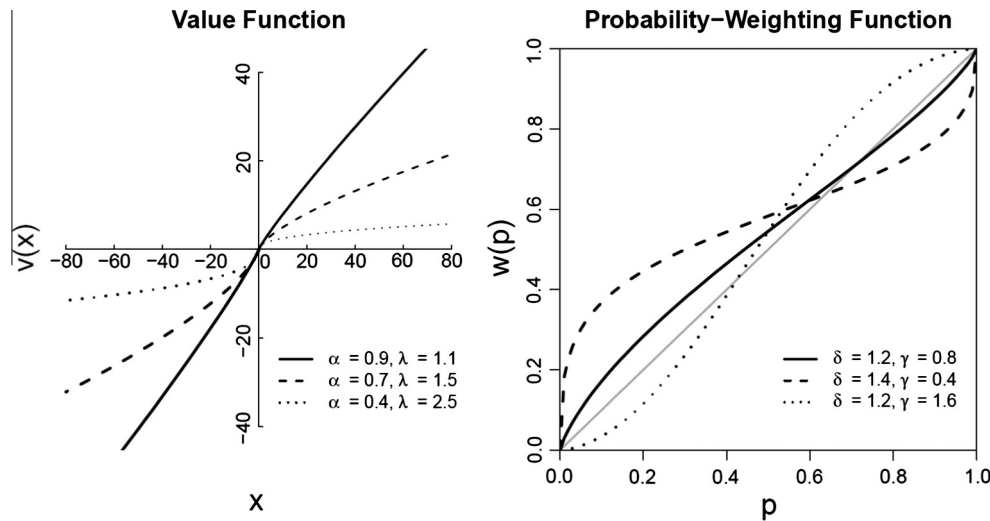 Value Function
v(x)
40
20
−80 −60 −40 −20 0 20 40 60 80
−20
−40
α = 0.9, λ = 1.1
α = 0.7, λ = 1.5
α = 0.4, λ = 2.5
x
Probability−Weighting Function
w(p)
1.0
0.8
0.6
0.4
0.2
0.0
δ = 1.2, γ = 0.8
δ = 1.4, γ = 0.4
δ = 1.2, γ = 1.6
0.0 0.2 0.4 0.6 0.8 1.0
p